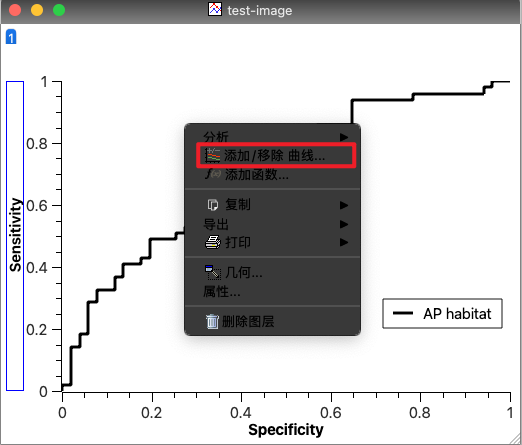 test-image
1
1
0.8
0.6
0.4
0.2
0
Sensitivity
分析
添加/移除 曲线...
添加函数...
复制
导出
打印
几何...
属性...
删除图层
AP habitat
0
0.2
0.4
0.6
0.8
1
Specificity